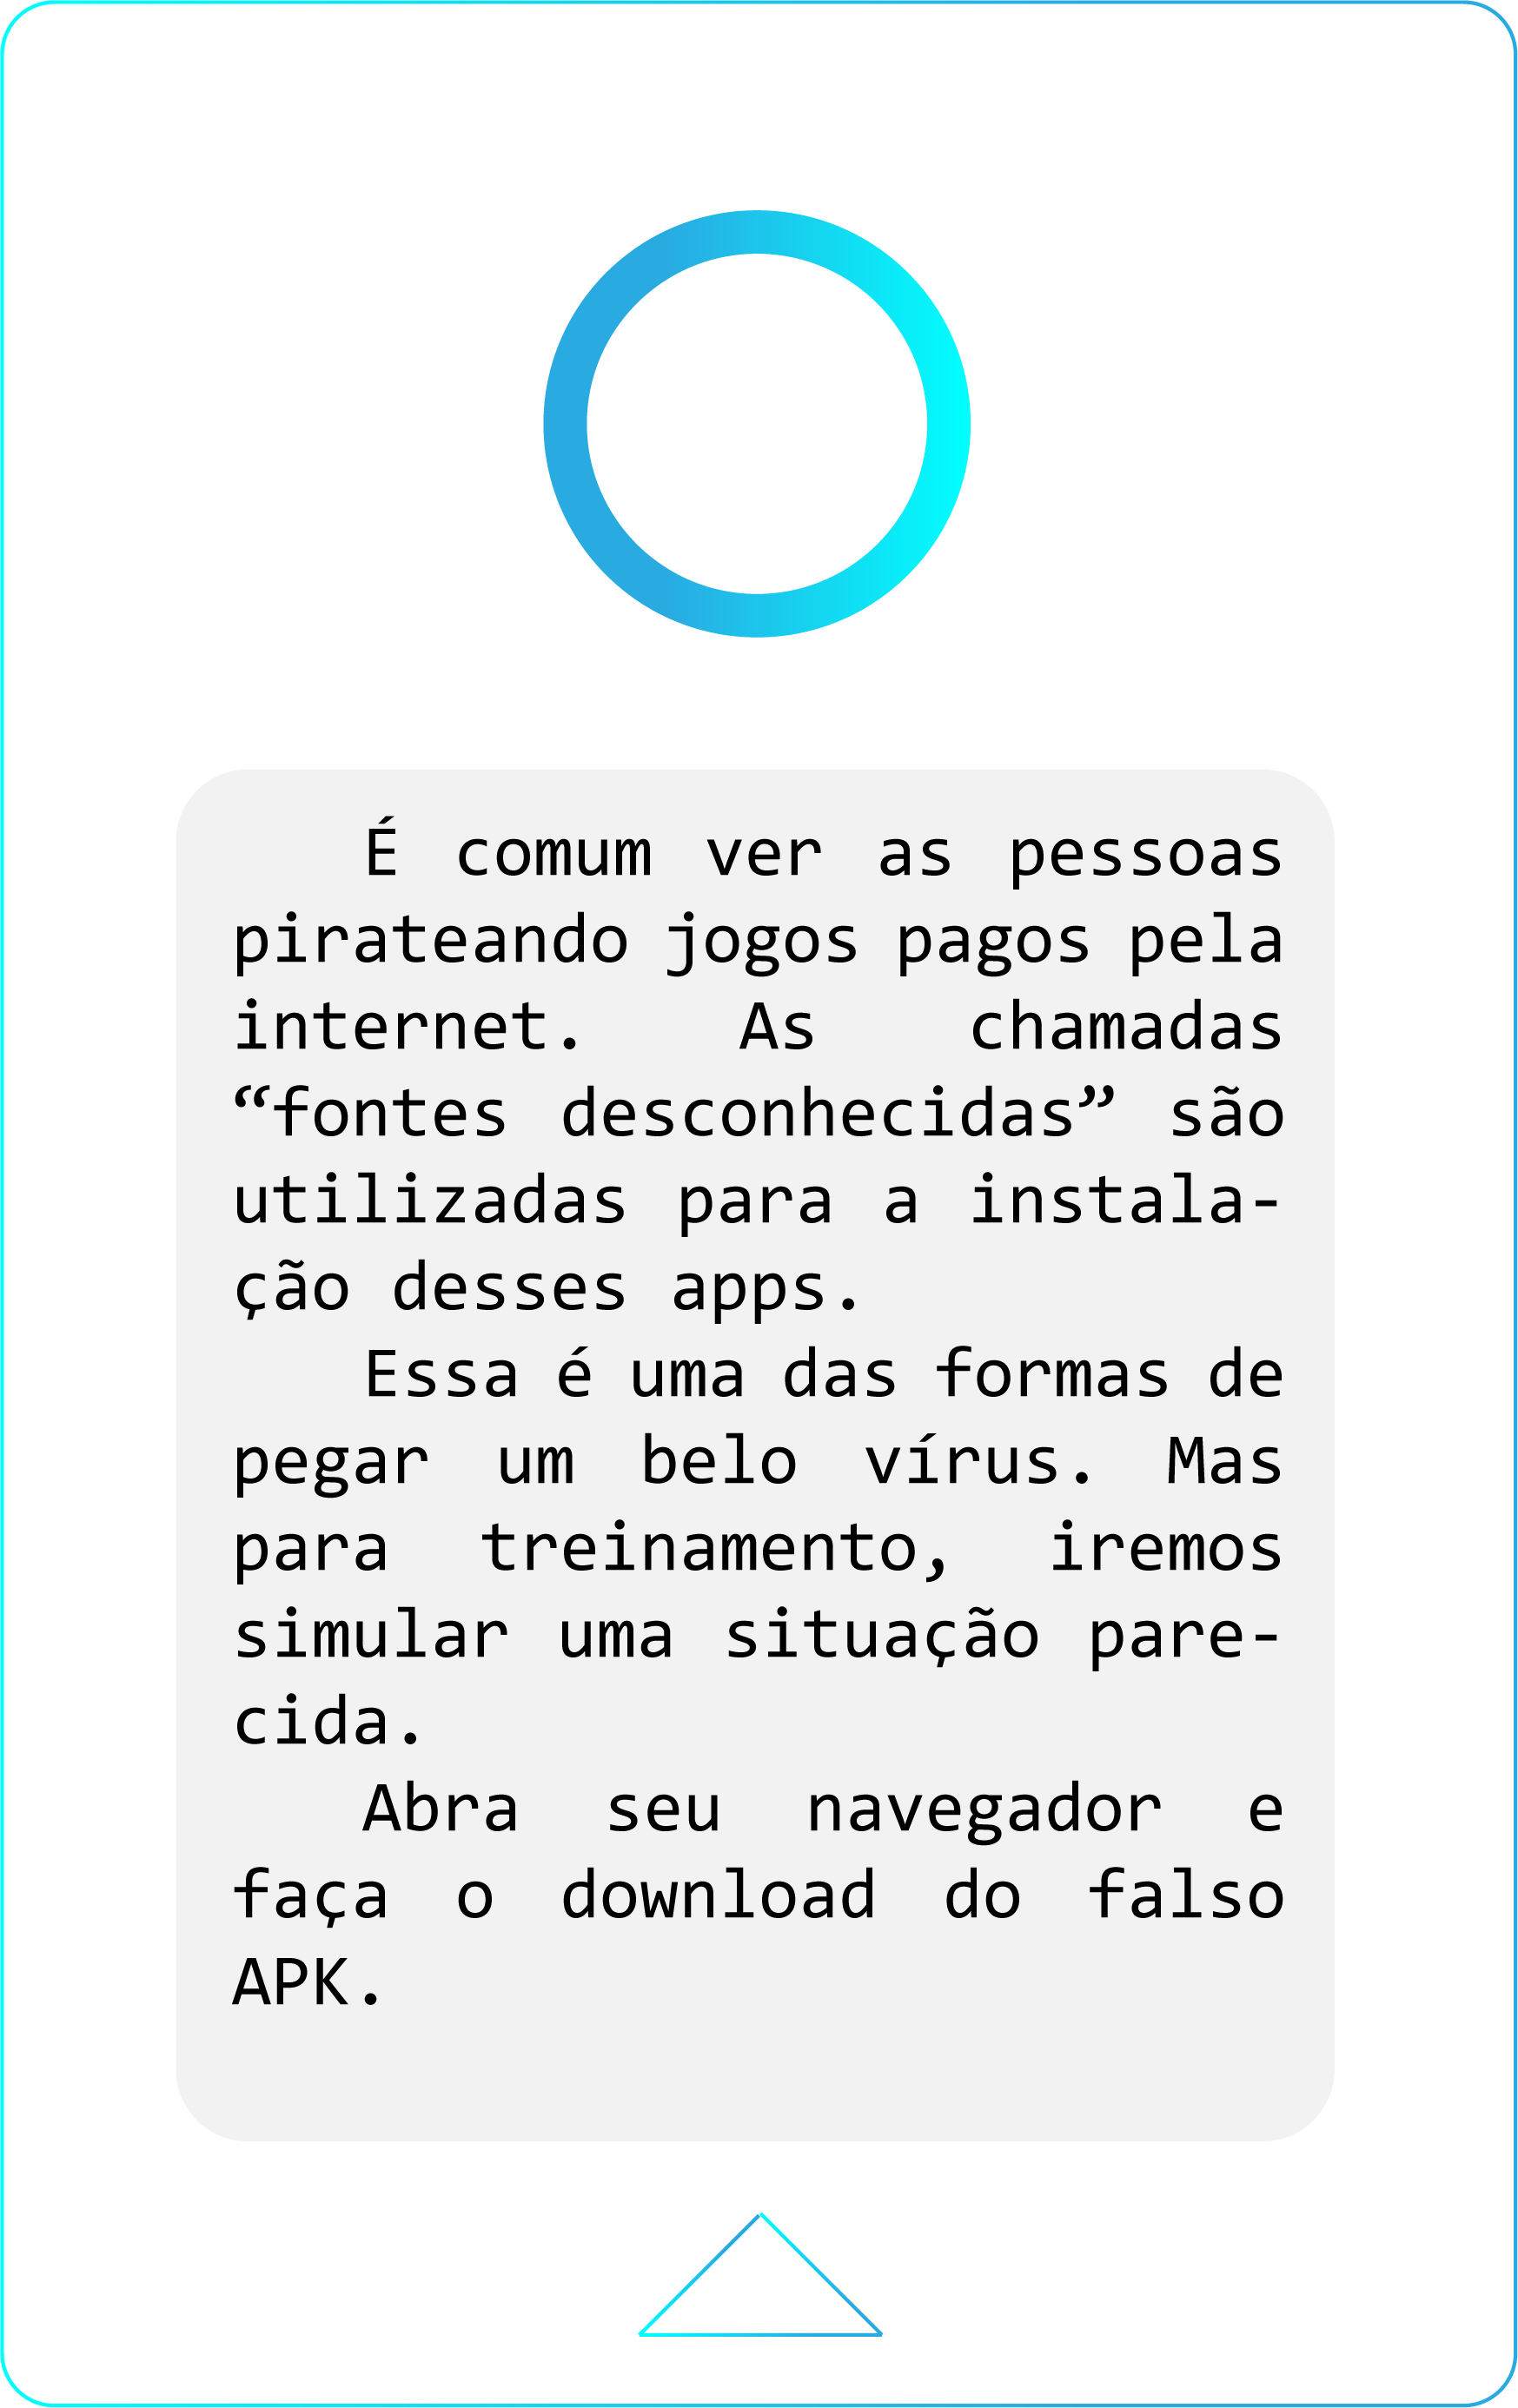 É comum ver as pessoas
pirateando jogos pagos pela
internet. As chamadas
“fontes desconhecidas” são
utilizadas para a instala-
ção desses apps.
Essa é uma das formas de
pegar um belo vírus. Mas
para treinamento, iremos
simular uma situação pare-
cida.
Abra seu navegador e
faça o download do falso
APK.